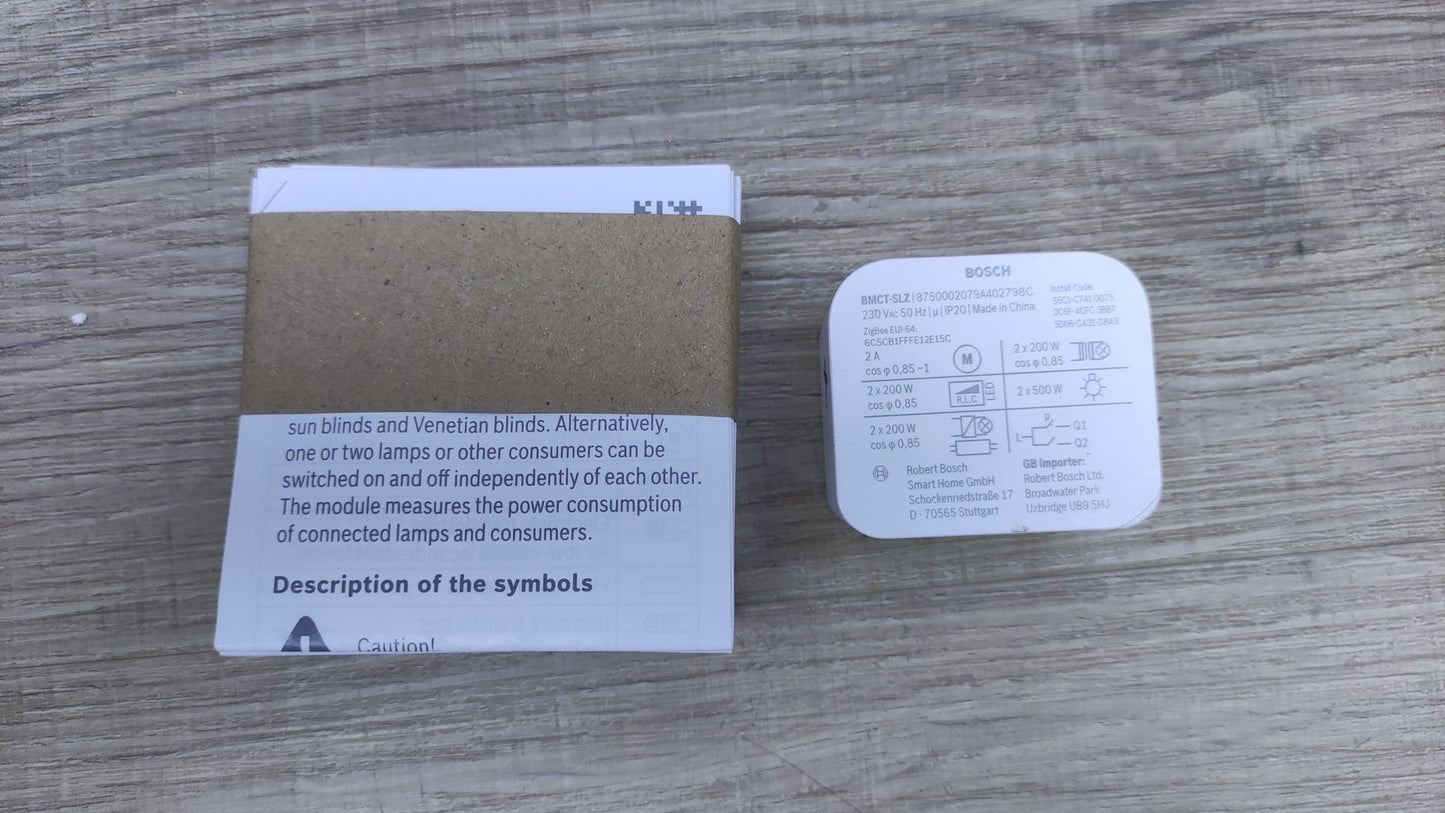 sun blinds and Venetian blinds. Alternatively,
one or two lamps or other consumers can be
switched on and off independently of each other.
The module measures the power consumption
of connected lamps and consumers.
Description of the symbols
Caution!
BOSCH
BMCT-SLZ | 8750002079A402798C
230 VAC 50 Hz | µ | IP20 | Made in China
ZigBee EUI-64:
6C5CB1FFFE12E15C
Install Code:
2 A
cos φ 0,85 -1
M
2 x 200 W
cos φ 0,85
2 x 200 W
cos φ 0,85
R,L,C
LED
2 x 500 W
2 x 200 W
cos φ 0,85
µ
L
Q1
Q2
Robert Bosch
Smart Home GmbH
Schockenriedstraße 17
D - 70565 Stuttgart
GB importer:
Robert Bosch Ltd.
Broadwater Park
Uxbridge UB9 5HJ